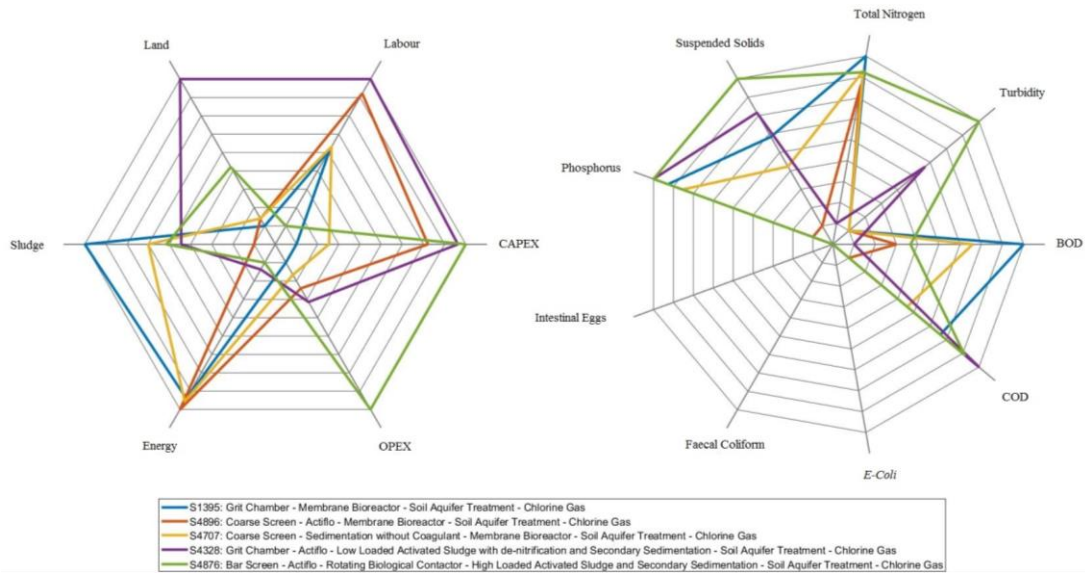 Land
Labour
Sludge
CAPEX
Energy
OPEX
Total Nitrogen
Suspended Solids
Turbidity
Phosphorus
BOD
Intestinal Eggs
COD
Faecal Coliform
E-Coli
S1395: Grit Chamber - Membrane Bioreactor - Soil Aquifer Treatment - Chlorine Gas
S4896: Coarse Screen - Actiflo - Membrane Bioreactor - Soil Aquifer Treatment - Chlorine Gas
S4707: Coarse Screen - Sedimentation without Coagulant - Membrane Bioreactor - Soil Aquifer Treatment - Chlorine Gas
S4328: Grit Chamber - Actiflo - Low Loaded Activated Sludge with de-nitrification and Secondary Sedimentation - Soil Aquifer Treatment - Chlorine Gas
S4876: Bar Screen - Actiflo - Rotating Biological Contactor - High Loaded Activated Sludge and Secondary Sedimentation - Soil Aquifer Treatment - Chlorine Gas